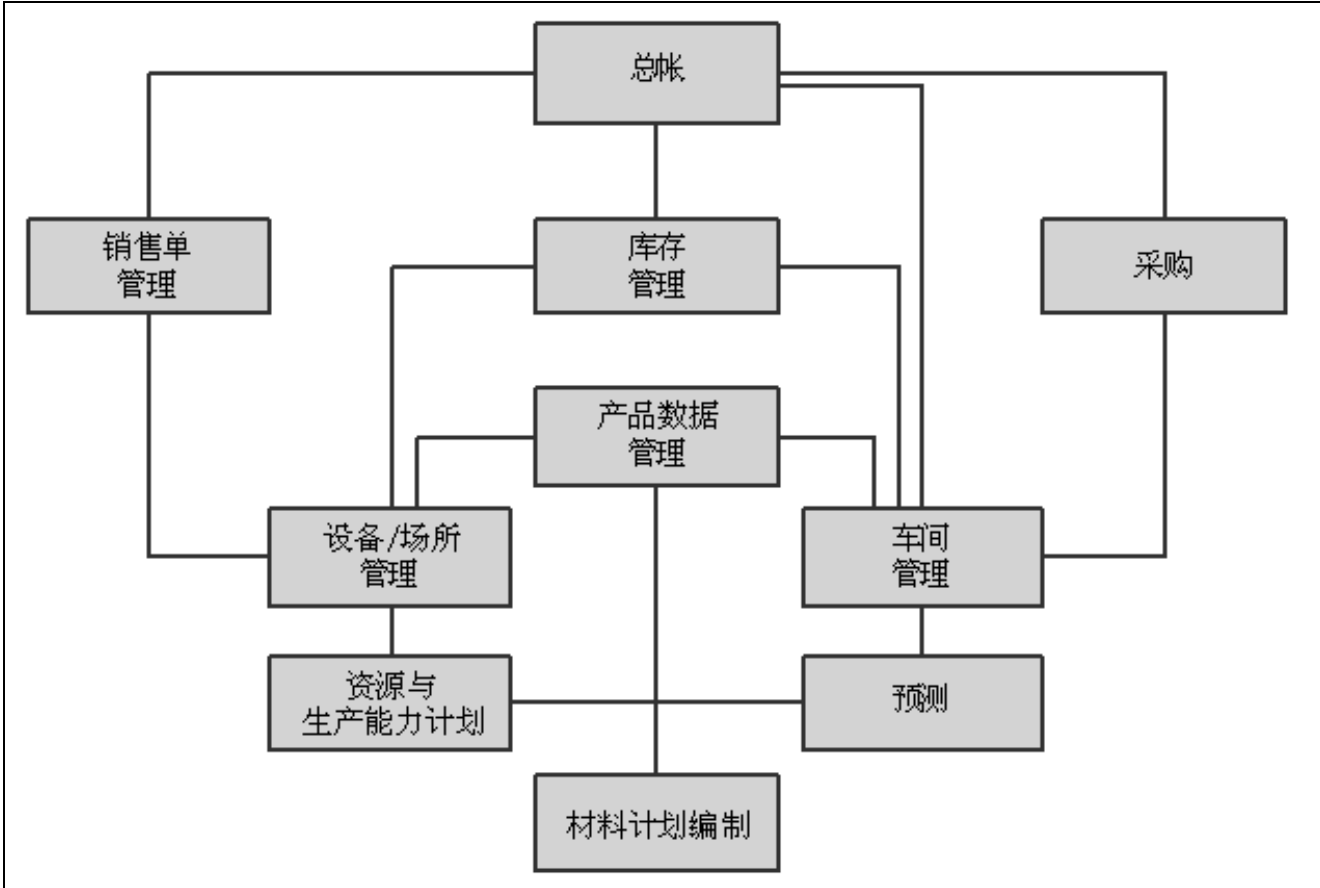 总帐
销售单
管理
库存
管理
采购
产品数据
管理
设备/场所
管理
车间
管理
资源与
生产能力计划
预测
材料计划编制